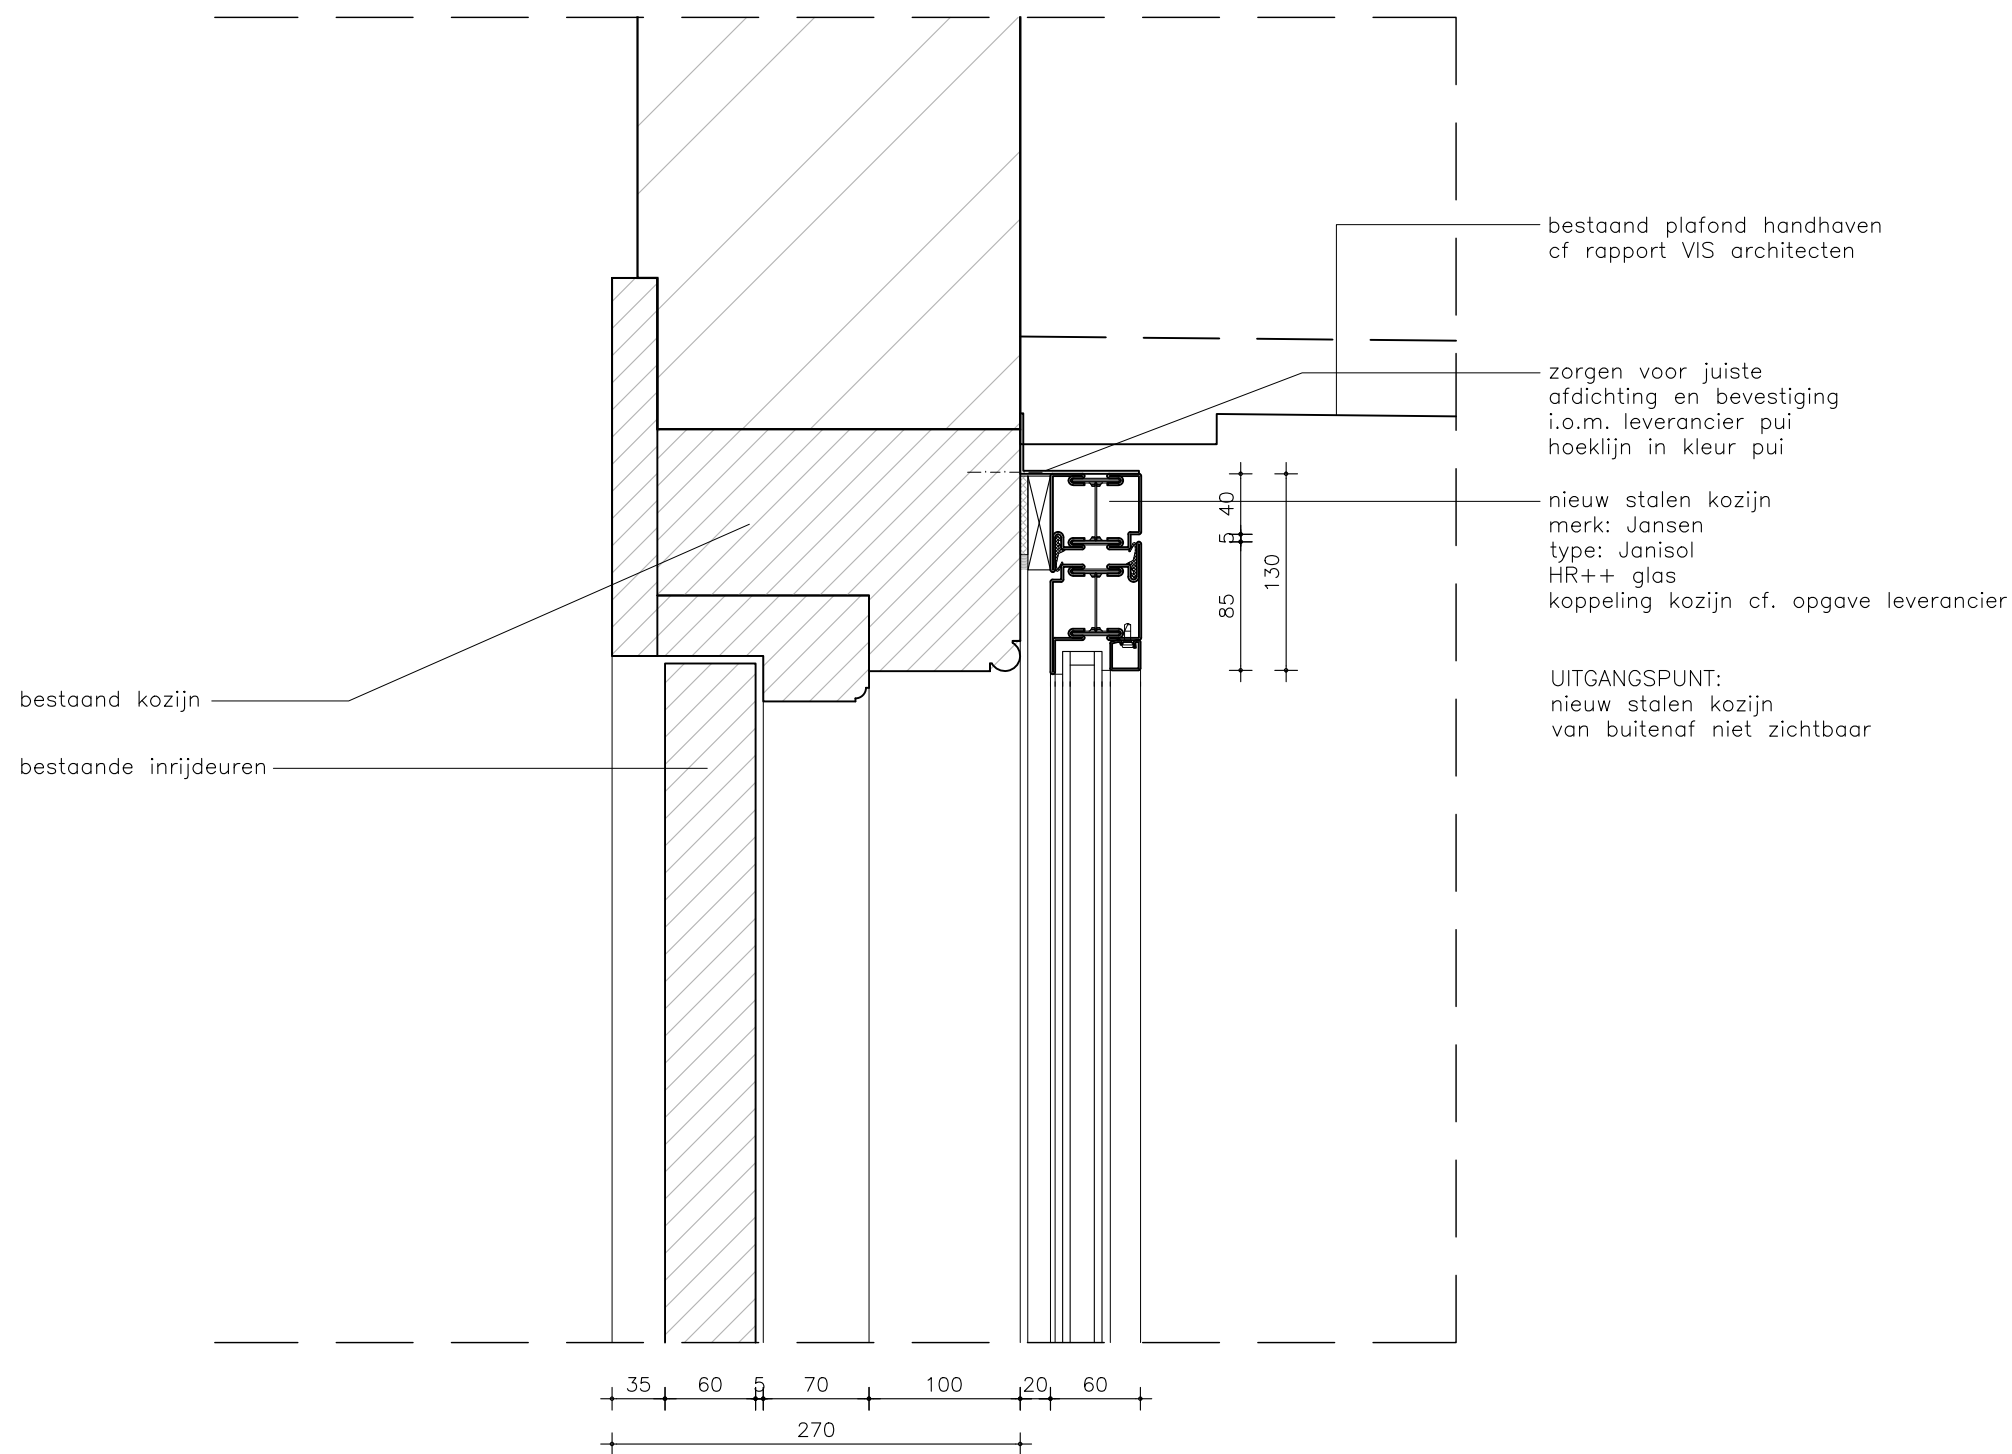 bestaand plafond handhaven
cf rapport VIS architecten
zorgen voor juiste
afdichting en bevestiging
i.o.m. leverancier pui
hoeklijn in kleur pui
nieuw stalen kozijn
merk: Jansen
type: Janisol
HR++ glas
koppeling kozijn cf. opgave leverancier
UITGANGSPUNT:
nieuw stalen kozijn
van buitenaf niet zichtbaar
40
5
85
130
bestaand kozijn
bestaande inrijdeuren
35 60 5 70 100 20 60
270